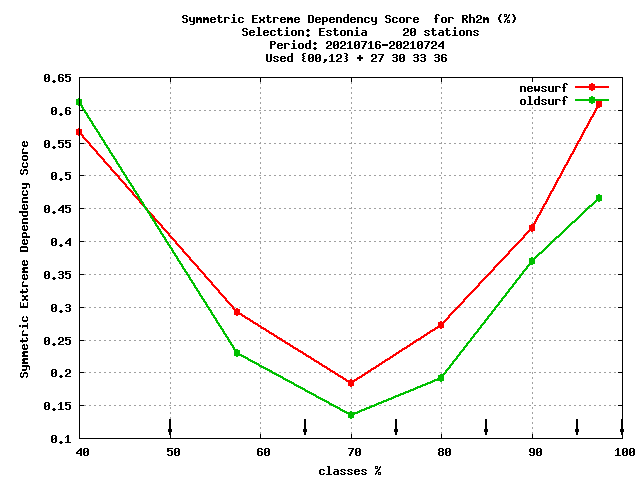 Symmetric Extreme Dependency Score  for Rh2m (%)
Selection: Estonia     20 stations
Period: 20210716-20210724
Used {00,12} + 27 30 33 36
newsurf
oldsurf
0.65
0.6
0.55
0.5
0.45
0.4
0.35
0.3
0.25
0.2
0.15
0.1
Symmetric Extreme Dependency Score
40 50 60 70 80 90 100
classes %